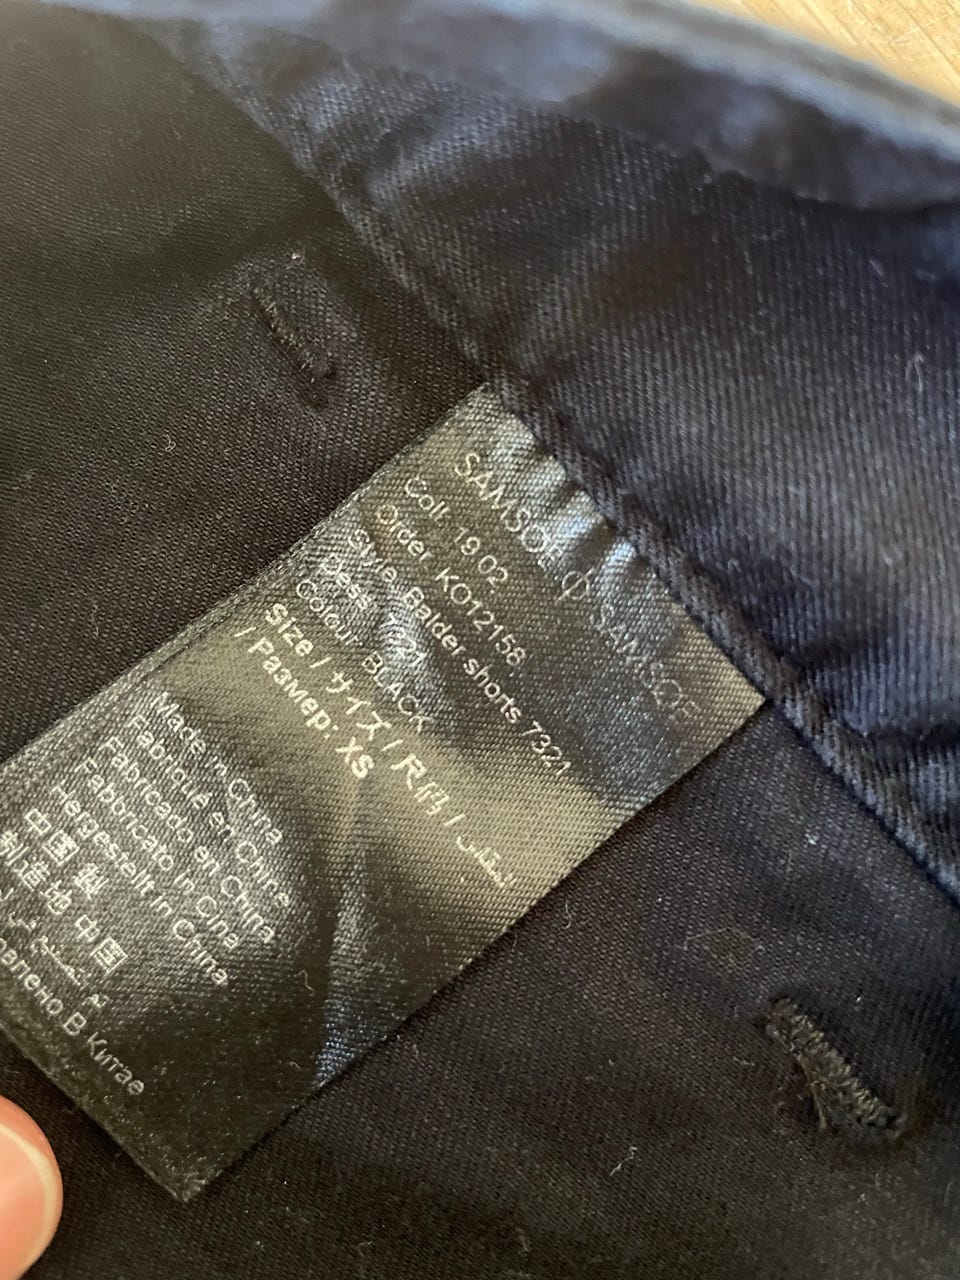 SAMSØE Φ SAMSØE
Coll. 19 02
Order KO12158
Style: Balder shorts 7321
Colour: BLACK
Size / サイズ / 尺码 /
/ Размер: XS
Made in China
Fabriqué en Chine
Fabricado en China
Fabbricato in Cina
Hergestellt in China
中国製
制造地 中国
В Китае